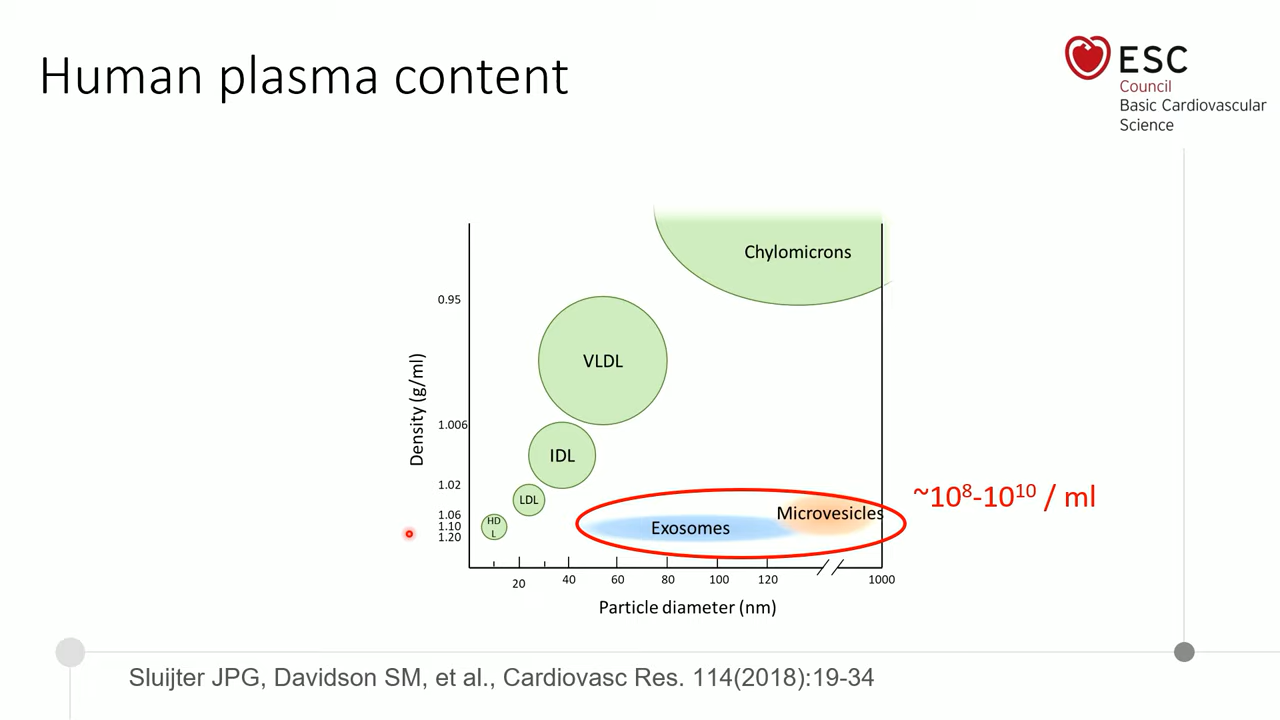 Human plasma content
ESC
Council
Basic Cardiovascular
Science
Chylomicrons
0.95
VLDL
Density (g/ml)
1.006
IDL
1.02
LDL
~10⁸-10¹⁰ / ml
1.06
Microvesicles
HD
L
1.10
Exosomes
1.20
20
40
60
80
100
120
1000
Particle diameter (nm)
Sluijter JPG, Davidson SM, et al., Cardiovasc Res. 114(2018):19-34